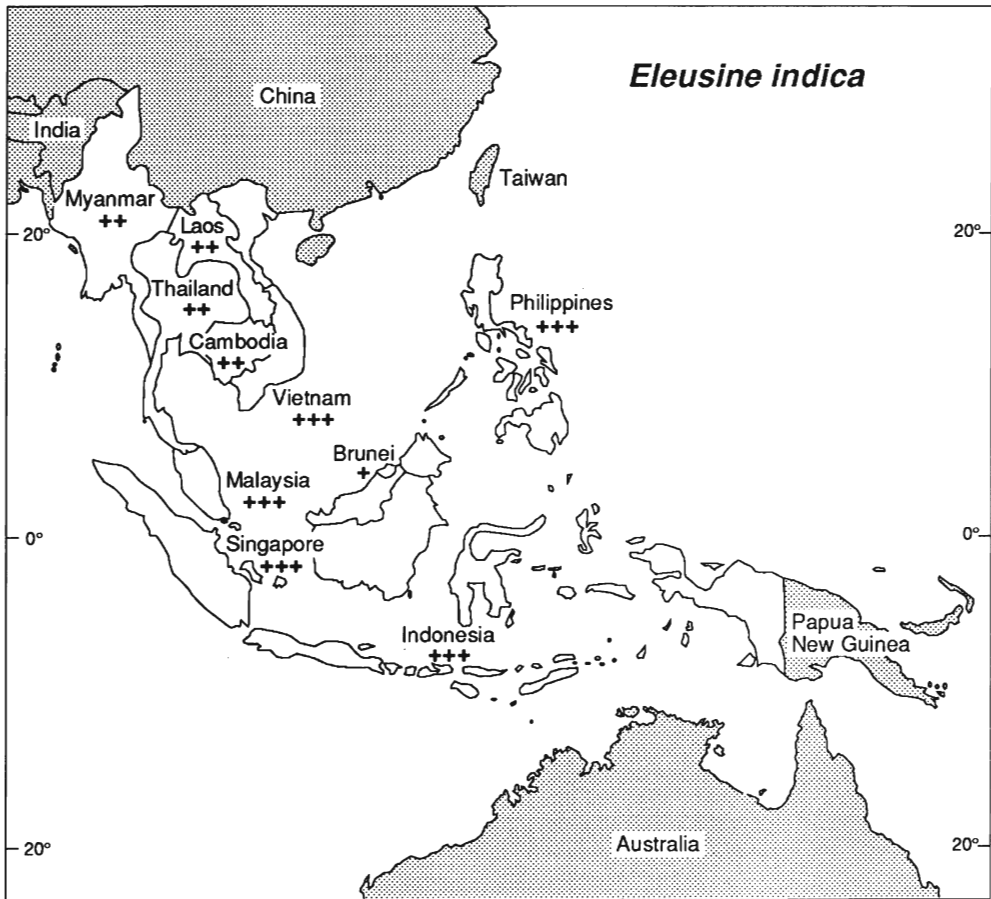 Eleusine indica
China
India
Taiwan
Myanmar
++
Laos
++
20°
20°
Thailand
++
Philippines
+++
Cambodia
++
Vietnam
+++
Brunei
+
Malaysia
+++
0°
0°
Singapore
+++
Indonesia
+++
Papua
New Guinea
Australia
20°
20°